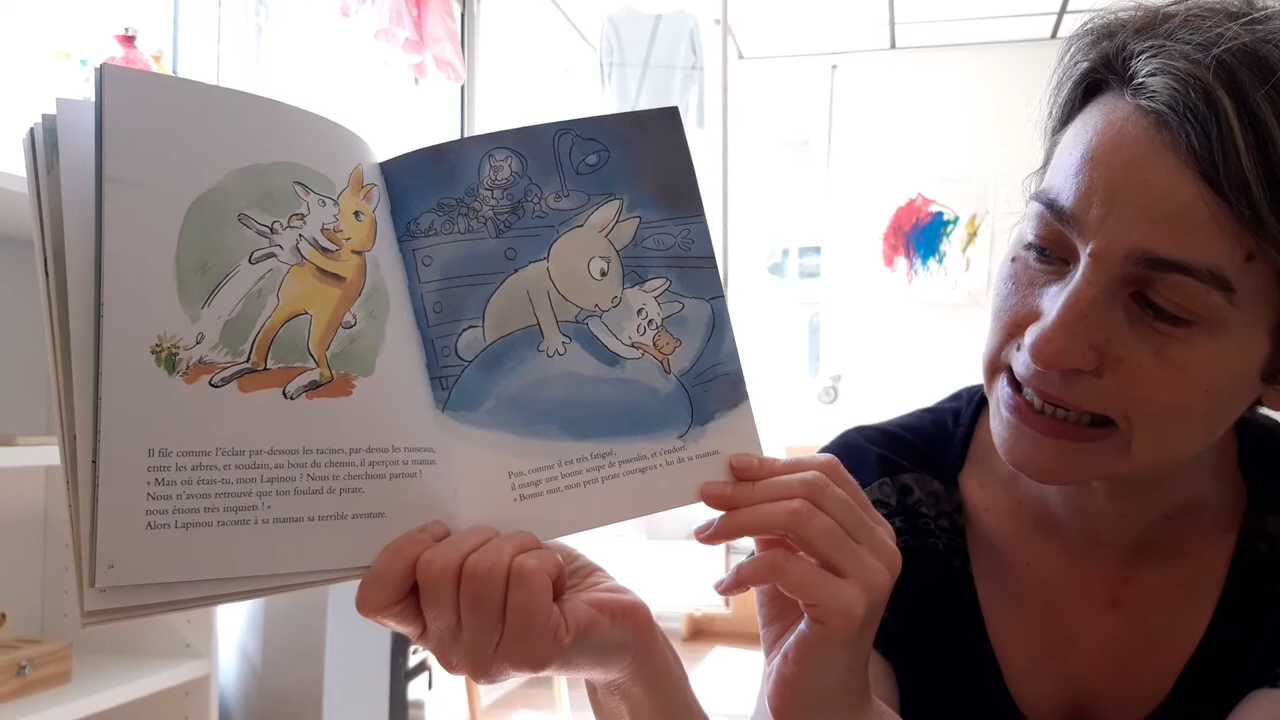 Il file comme l'éclair par-dessous les racines, par-dessus les ruisseaux,
entre les arbres, et soudain, au bout du chemin, il aperçoit sa maman.
« Mais où étais-tu, mon Lapinou ? Nous te cherchions partout !
Nous n'avons retrouvé que ton foulard de pirate,
nous étions très inquiets ! »
Alors Lapinou raconte à sa maman sa terrible aventure.
24
Puis, comme il est très fatigué,
il mange une bonne soupe de pissenlit, et s'endort.
« Bonne nuit, mon petit pirate courageux », lui dit sa maman.